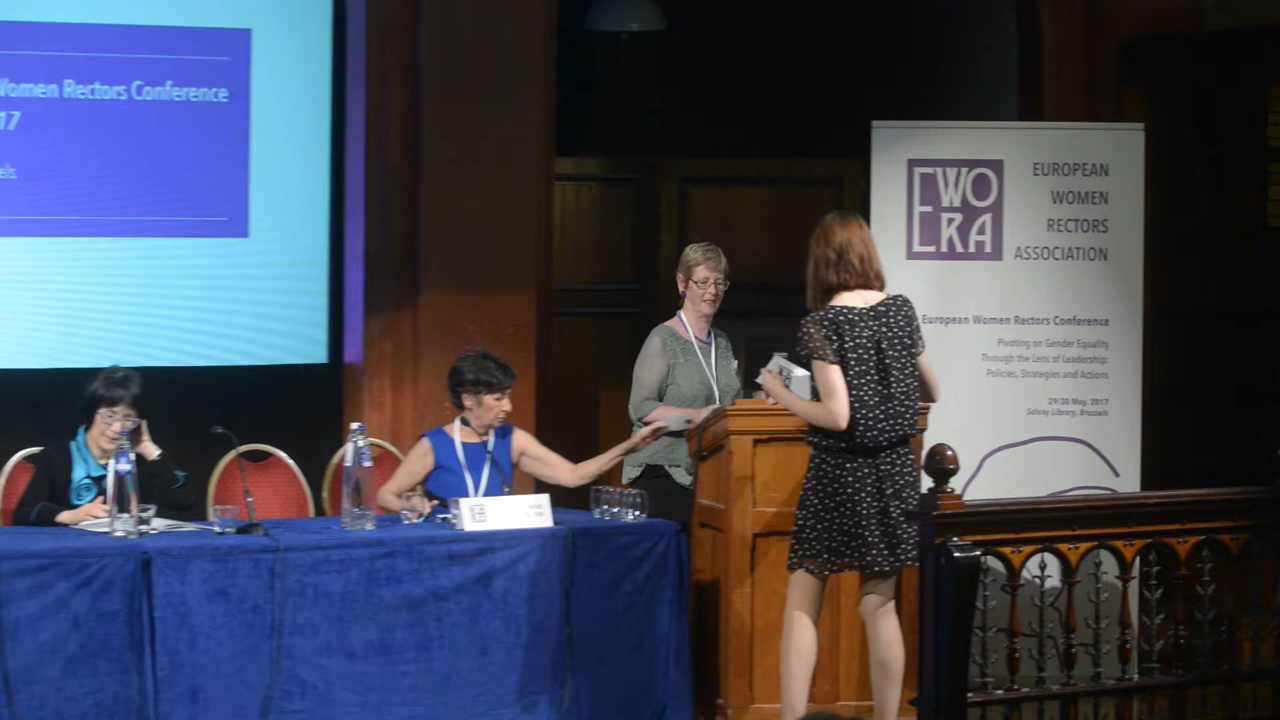 Women Rectors Conference
17
els
EWO
ERA
EUROPEAN
WOMEN
RECTORS
ASSOCIATION
European Women Rectors Conference
Pivoting on Gender Equality
Through the Lens of Leadership:
Policies, Strategies and Actions
29/30 May, 2017
Solvay Library, Brussels